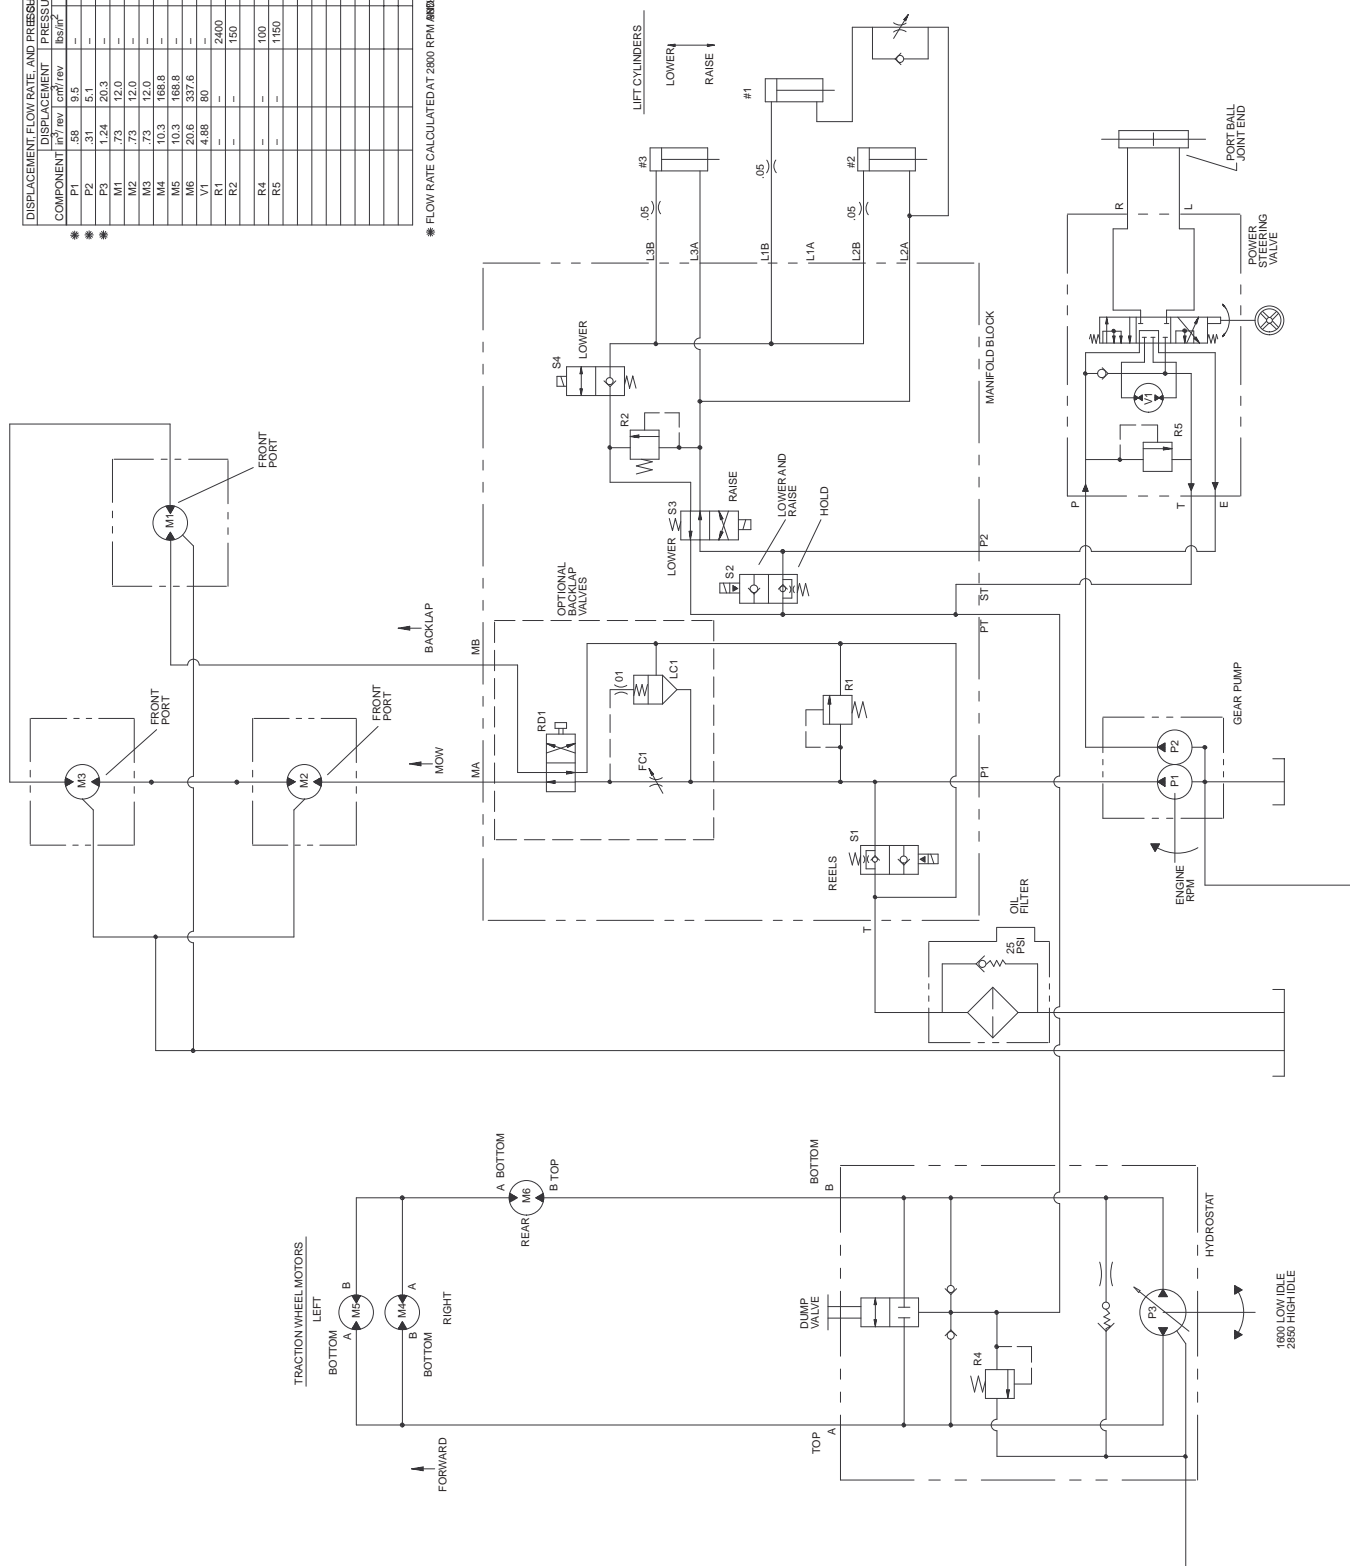 DISPLACEMENT, FLOW RATE, AND
COMPONENT
DISPLACEMENT
in³/ rev
cm³/ rev
lbs/in²
P1 .58 9.5 –
P2 .31 5.1 –
P3 1.24 20.3 –
M1 .73 12.0 –
M2 .73 12.0 –
M3 .73 12.0 –
M4 10.3 168.8 –
M5 10.3 168.8 –
M6 20.6 337.6 –
V1 4.88 80 –
R1 – – 2400
R2 – – 150
R4 – – 100
R5 – – 1150
FLOW RATE CALCULATED AT 2800 RPM
TRACTION WHEEL MOTORS
LEFT
BOTTOM
A
B
M5
M4
B
A
BOTTOM
RIGHT
FORWARD
A BOTTOM
M6
B TOP
REAR
TOP
A
BOTTOM
B
DUMP
VALVE
R4
P3
HYDROSTAT
1600 LOW IDLE
2850 HIGH IDLE
M3
FRONT
PORT
M2
FRONT
PORT
M1
FRONT
PORT
MOW
BACKLAP
MA
MB
OPTIONAL
BACKLAP
VALVES
RD1
FC1
.01
LC1
R1
REELS
S1
T
OIL
FILTER
25
PSI
P1
PT
ST
P2
MANIFOLD BLOCK
LOWER
S3
RAISE
S2
LOWER AND
RAISE
HOLD
R2
S4
LOWER
L3B
L3A
L1B
L1A
L2B
L2A
.05
.05
.05
#3
#1
#2
LIFT CYLINDERS
LOWER
RAISE
GEAR PUMP
P1
P2
ENGINE
RPM
P
T
E
R5
V1
POWER
STEERING
VALVE
R
L
PORT BALL
JOINT END